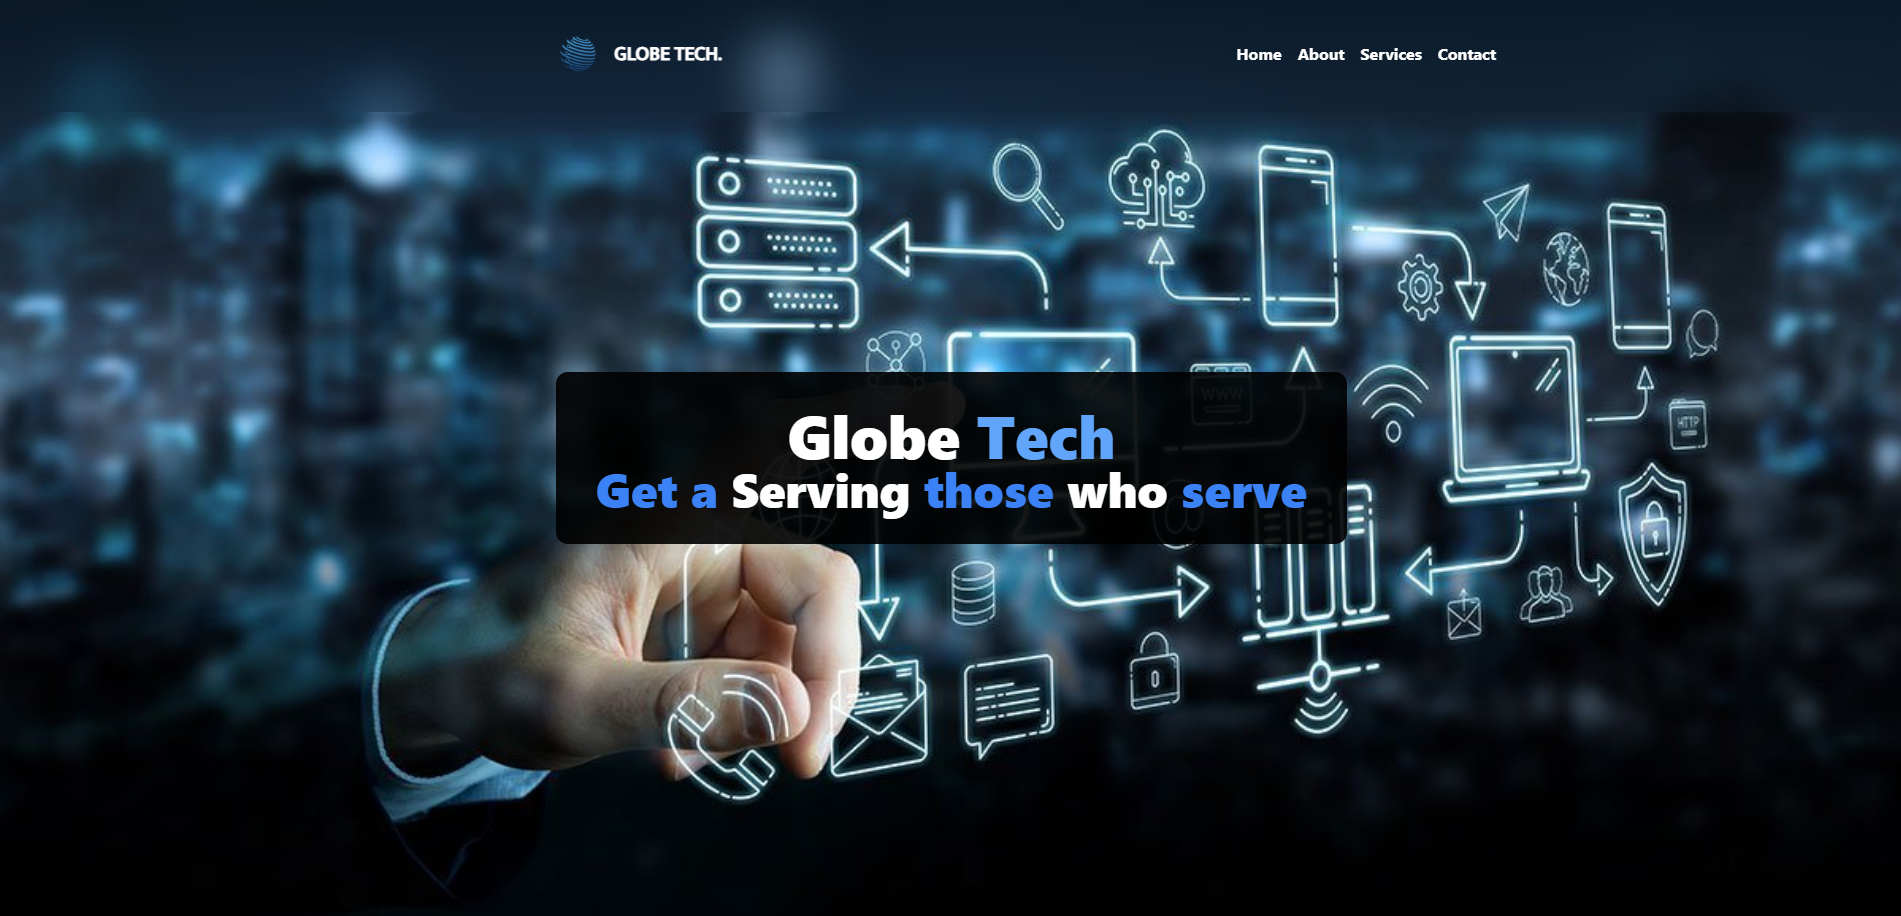 GLOBE TECH.
Home About Services Contact
WWW
HTTP
Globe Tech
Get a Serving those who serve
@